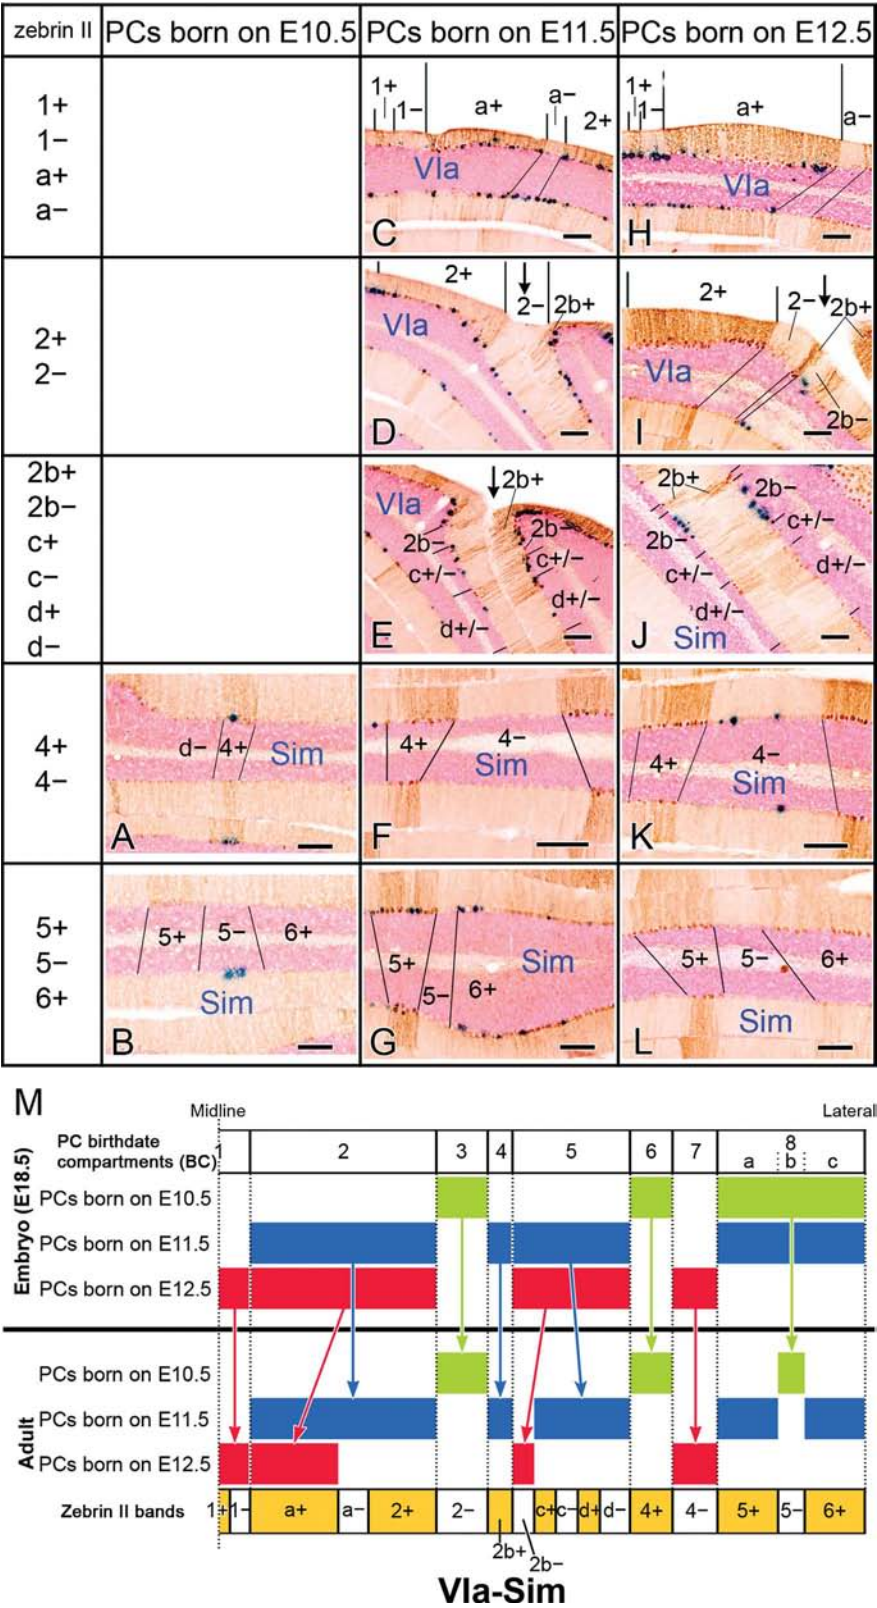 zebrin II PCs born on E10.5 PCs born on E11.5 PCs born on E12.5
1+
1−
a+
a−
1+ 1− a+ a− 2+
VIa
C
1+ 1− a+ a−
VIa
H
2+
2−
2+ 2− 2b+
VIa
D
2+ 2− 2b+
VIa
2b−
I
2b+
2b−
c+
c−
d+
d−
2b+
VIa
2b− 2b−
c+/− c+/−
d+/− d+/−
E
2b+ 2b−
c+/−
2b−
c+/− d+/−
d+/−
Sim
J
4+
4−
d− 4+ Sim
A
4+ 4−
Sim
F
4+ 4−
Sim
K
5+
5−
6+
5+ 5− 6+
Sim
B
5+ 5− 6+ Sim
G
5+ 5− 6+
Sim
L
M
Midline Lateral
PC birthdate
compartments (BC)
1 2 3 4 5 6 7 8
a b c
Embryo (E18.5)
PCs born on E10.5
PCs born on E11.5
PCs born on E12.5
Adult
PCs born on E10.5
PCs born on E11.5
PCs born on E12.5
Zebrin II bands 1+ 1− a+ a− 2+ 2− c+ c− d+ d− 4+ 4− 5+ 5− 6+
2b+
2b−
VIa-Sim